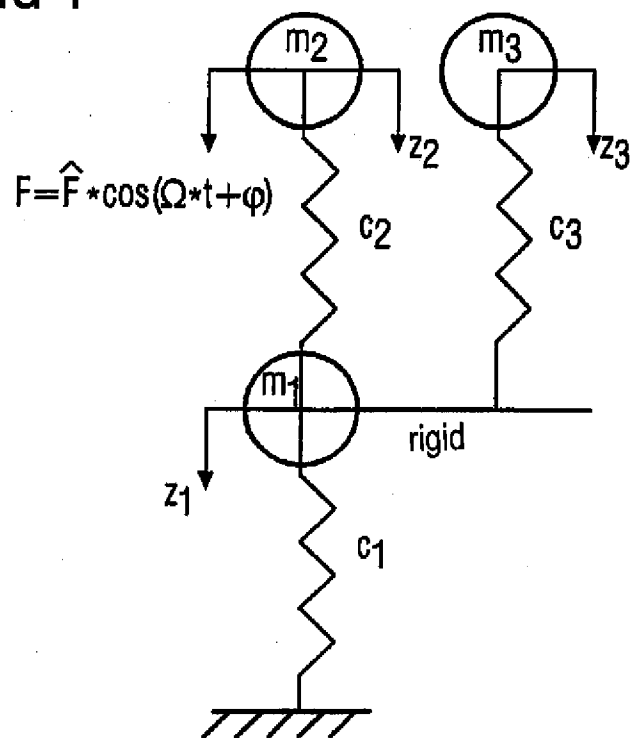 m2
m3
z2
z3
F=F̂*cos(Ω*t+φ)
c2
c3
m1
rigid
z1
c1